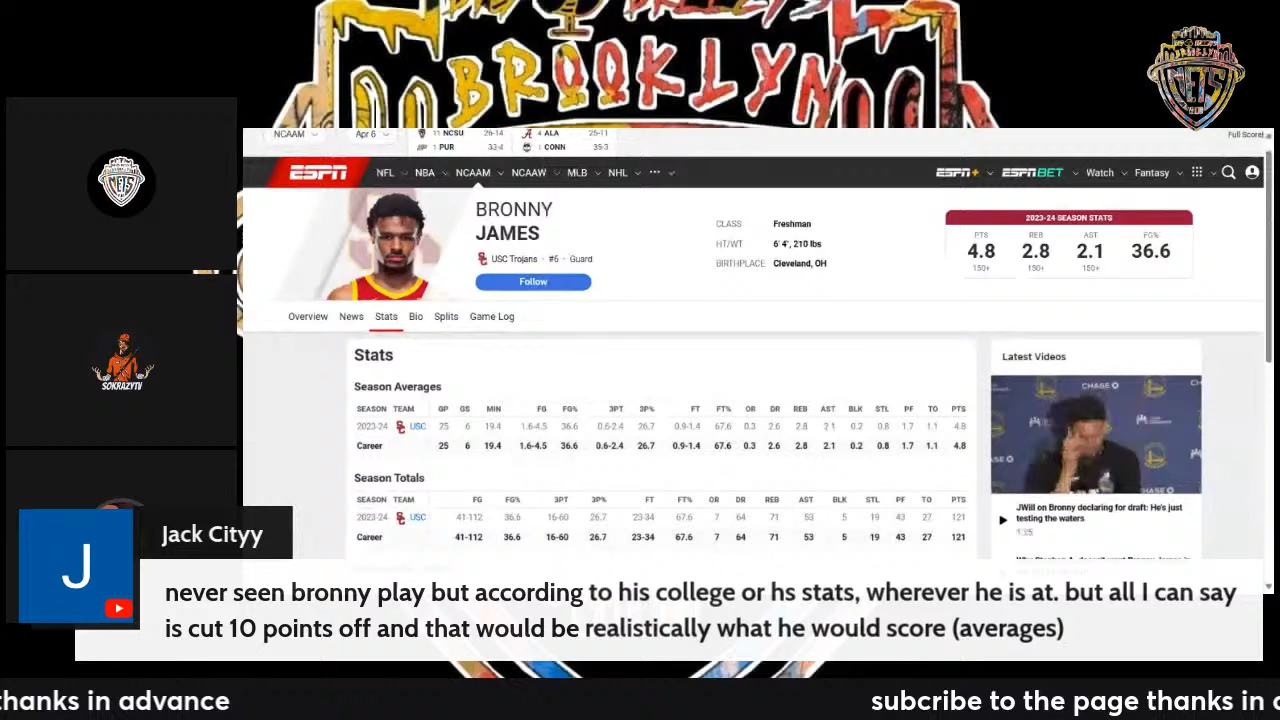 BIG BREEZYS
BROOKLYN
NETS
NCAAM
Apr 6
11 NCSU 26-14
1 PUR 33-4
4 ALA 25-11
1 CONN 35-3
Full Score
ESPN
NFL NBA NCAAM NCAAW MLB NHL ...
ESPN+ ESPNBET Watch Fantasy
BRONNY
JAMES
USC Trojans · #6 · Guard
Follow
CLASS Freshman
HT/WT 6' 4", 210 lbs
BIRTHPLACE Cleveland, OH
2023-24 SEASON STATS
PTS REB AST FG%
4.8 2.8 2.1 36.6
150+ 150+ 150+
Overview News Stats Bio Splits Game Log
Stats
Season Averages
SEASON TEAM GP GS MIN FG FG% 3PT 3P% FT FT% OR DR REB AST BLK STL PF TO PTS
2023-24 USC 25 6 19.4 1.6-4.5 36.6 0.6-2.4 26.7 0.9-1.4 67.6 0.3 2.6 2.8 2.1 0.2 0.8 1.7 1.1 4.8
Career 25 6 19.4 1.6-4.5 36.6 0.6-2.4 26.7 0.9-1.4 67.6 0.3 2.6 2.8 2.1 0.2 0.8 1.7 1.1 4.8
Season Totals
SEASON TEAM FG FG% 3PT 3P% FT FT% OR DR REB AST BLK STL PF TO PTS
2023-24 USC 41-112 36.6 16-60 26.7 23-34 67.6 7 64 71 53 5 19 43 27 121
Career 41-112 36.6 16-60 26.7 23-34 67.6 7 64 71 53 5 19 43 27 121
Latest Videos
CHASE
JWill on Bronny declaring for draft: He's just
testing the waters
1:35
NETS
SOKRAZYTV
J
Jack Cityy
never seen bronny play but according to his college or hs stats, wherever he is at. but all I can say
is cut 10 points off and that would be realistically what he would score (averages)
thanks in advance
subcribe to the page thanks in